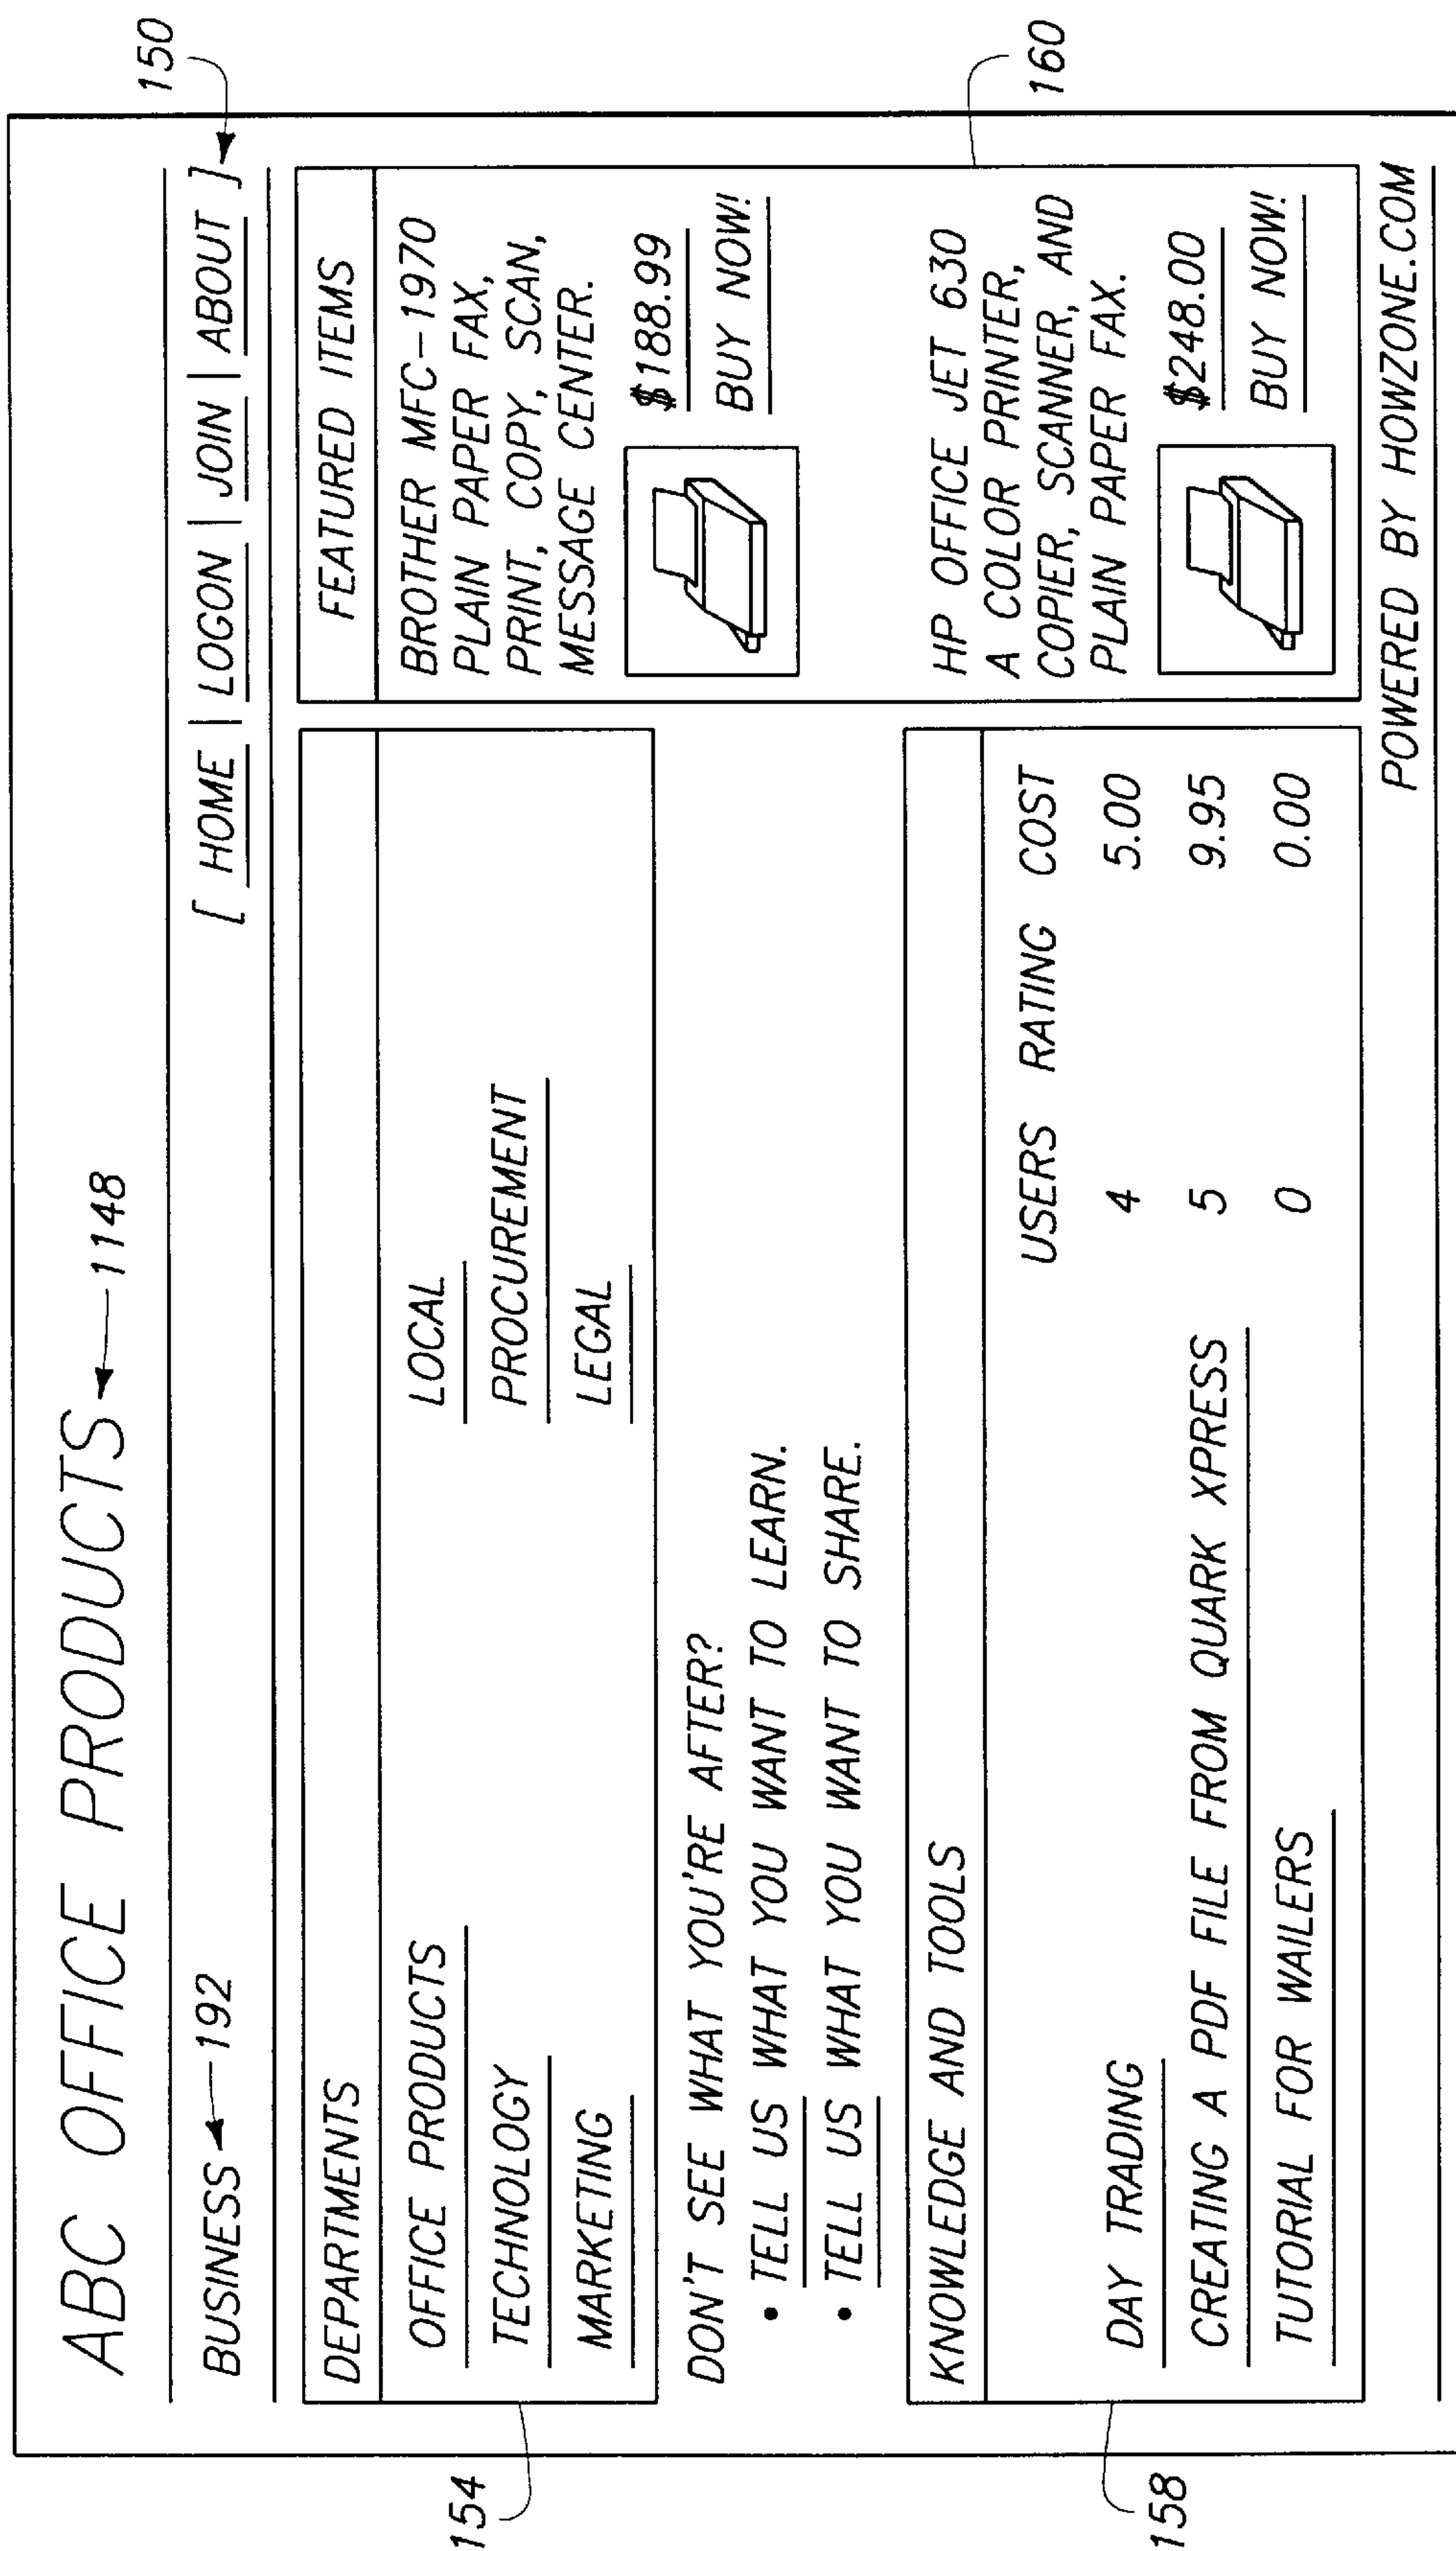 ABC OFFICE PRODUCTS 1148
150
BUSINESS 192 [ HOME | LOGON | JOIN | ABOUT ]
DEPARTMENTS
OFFICE PRODUCTS LOCAL
TECHNOLOGY PROCUREMENT
MARKETING LEGAL
154
DON'T SEE WHAT YOU'RE AFTER?
• TELL US WHAT YOU WANT TO LEARN.
• TELL US WHAT YOU WANT TO SHARE.
KNOWLEDGE AND TOOLS
USERS RATING COST
DAY TRADING 4 5.00
CREATING A PDF FILE FROM QUARK XPRESS 5 9.95
TUTORIAL FOR WAILERS 0 0.00
158
FEATURED ITEMS
BROTHER MFC-1970
PLAIN PAPER FAX,
PRINT, COPY, SCAN,
MESSAGE CENTER.
$188.99
BUY NOW!
HP OFFICE JET 630
A COLOR PRINTER,
COPIER, SCANNER, AND
PLAIN PAPER FAX.
$248.00
BUY NOW!
160
POWERED BY HOWZONE.COM